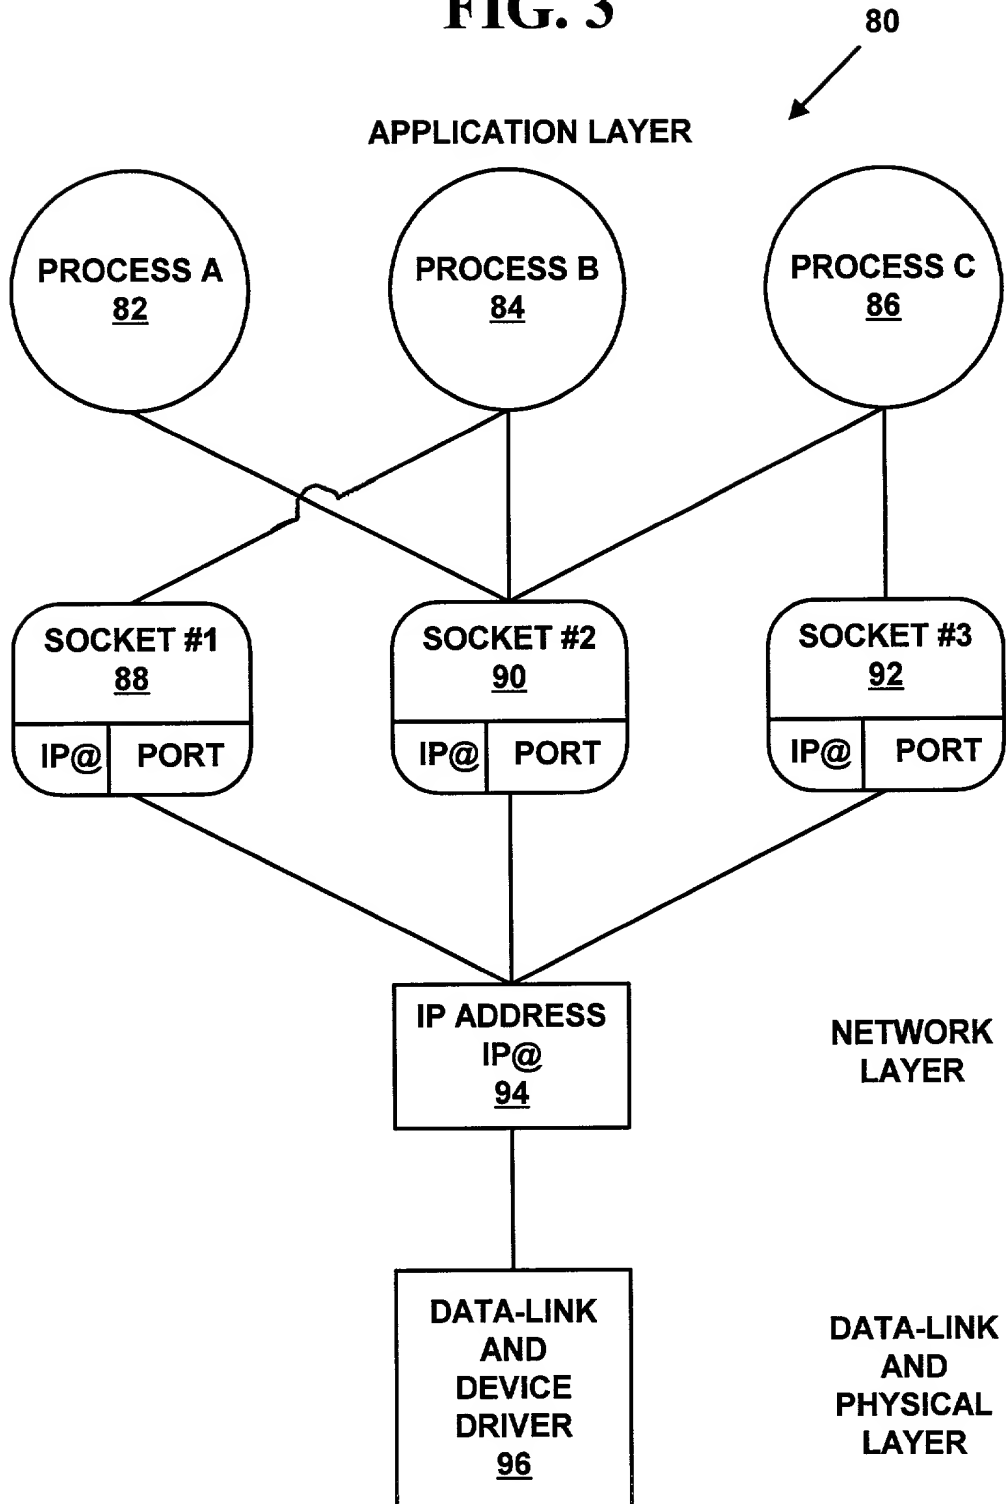 FIG. 3
80
APPLICATION LAYER
PROCESS A
82
PROCESS B
84
PROCESS C
86
SOCKET #1
88
IP@ PORT
SOCKET #2
90
IP@ PORT
SOCKET #3
92
IP@ PORT
IP ADDRESS
IP@
94
NETWORK
LAYER
DATA-LINK
AND
DEVICE
DRIVER
96
DATA-LINK
AND
PHYSICAL
LAYER